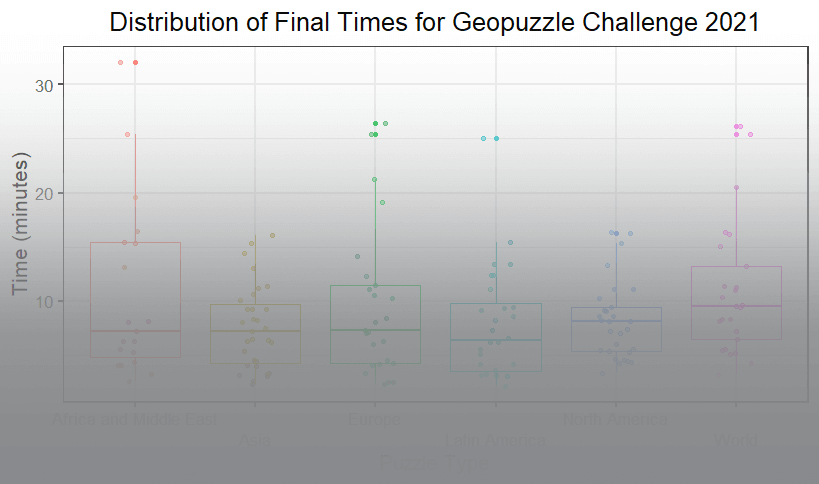 Distribution of Final Times for Geopuzzle Challenge 2021
Time (minutes)
30
20
10
Africa and Middle East
Asia
Europe
Latin America
North America
World
Puzzle Type